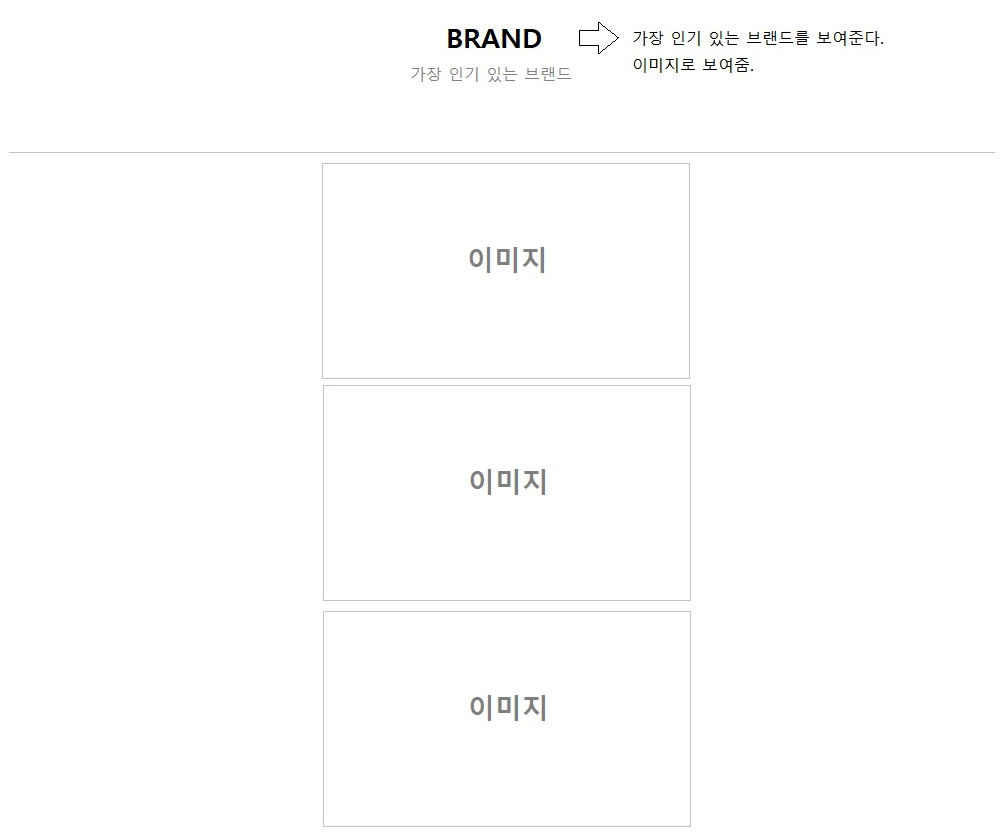 BRAND
가장 인기 있는 브랜드
가장 인기 있는 브랜드를 보여준다.
이미지로 보여줌.
이미지
이미지
이미지